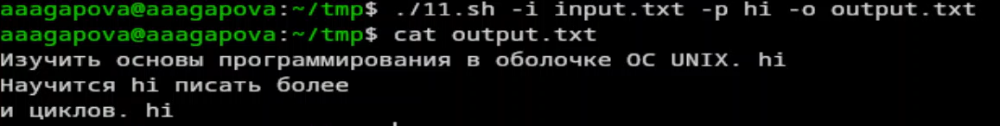 aaagapova@aaagapova:~/tmp$ ./11.sh -i input.txt -p hi -o output.txt
aaagapova@aaagapova:~/tmp$ cat output.txt
Изучить основы программирования в оболочке ОС UNIX. hi
Научится hi писать более
и циклов. hi